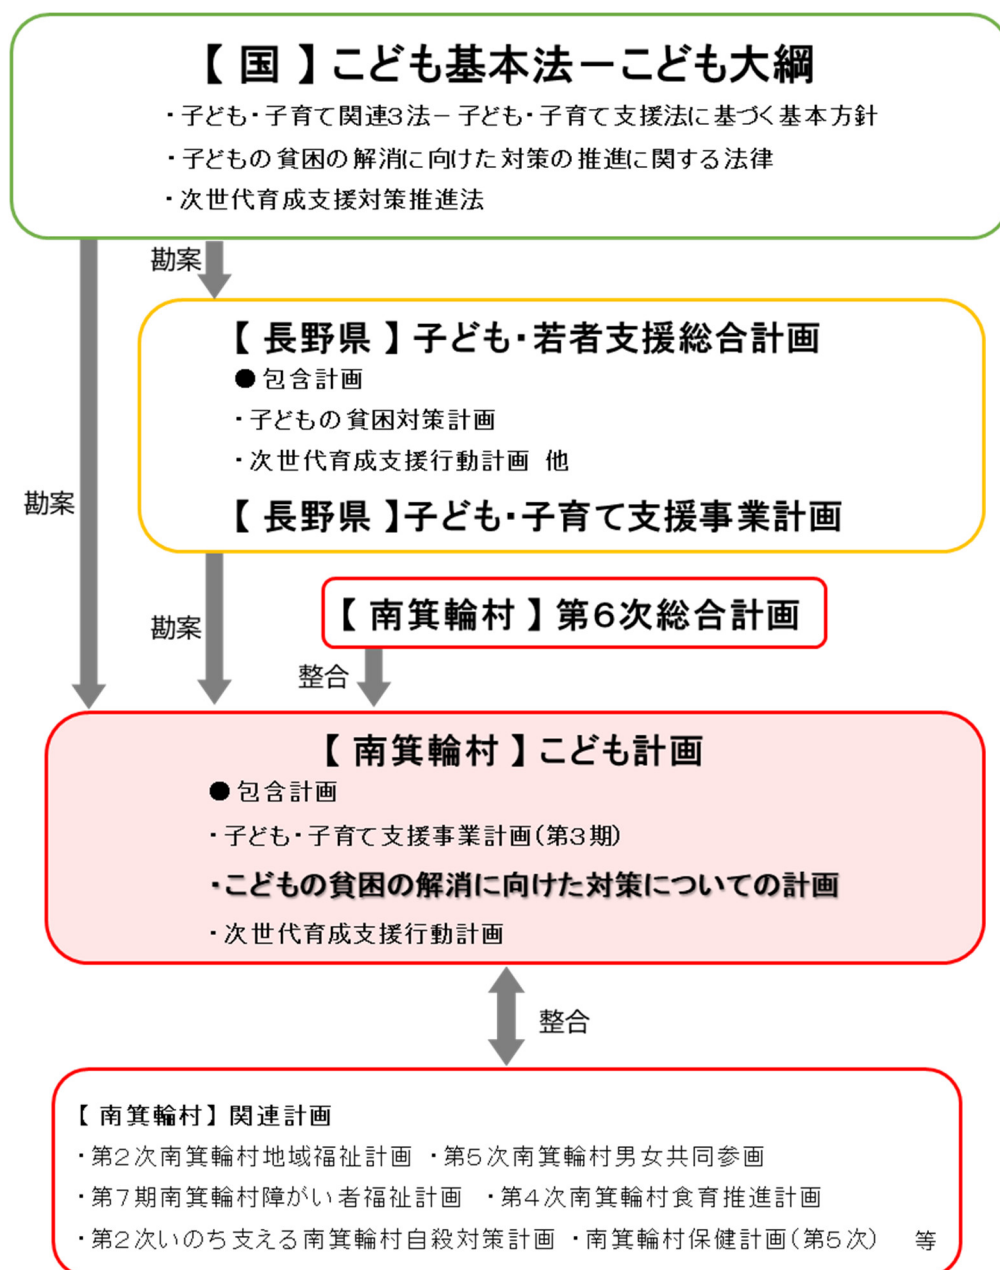 【 国 】こども基本法－こども大綱
・子ども・子育て関連3法－子ども・子育て支援法に基づく基本方針
・子どもの貧困の解消に向けた対策の推進に関する法律
・次世代育成支援対策推進法
勘案
【 長野県 】子ども・若者支援総合計画
●包含計画
・子どもの貧困対策計画
・次世代育成支援行動計画 他
勘案
【 長野県 】子ども・子育て支援事業計画
【 南箕輪村 】第6次総合計画
勘案
整合
【 南箕輪村 】こども計画
●包含計画
・子ども・子育て支援事業計画（第3期）
・こどもの貧困の解消に向けた対策についての計画
・次世代育成支援行動計画
整合
【 南箕輪村】関連計画
・第2次南箕輪村地域福祉計画 ・第5次南箕輪村男女共同参画
・第7期南箕輪村障がい者福祉計画 ・第4次南箕輪村食育推進計画
・第2次いのち支える南箕輪村自殺対策計画 ・南箕輪村保健計画（第5次） 等